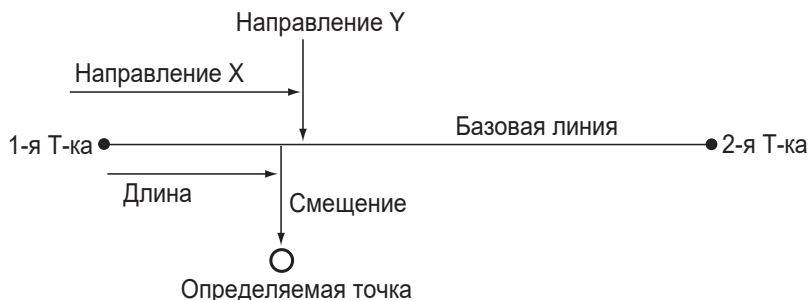 Направление Y
Направление X
Базовая линия
1-я Т-ка
2-я Т-ка
Длина
Смещение
Определяемая точка